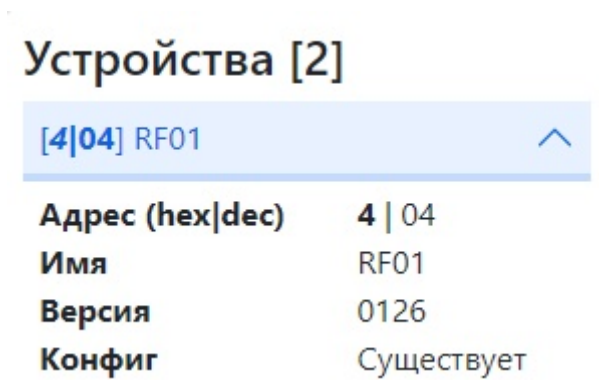 Устройства [2]
[4|04] RF01
Адрес (hex|dec) 4 | 04
Имя RF01
Версия 0126
Конфиг Существует